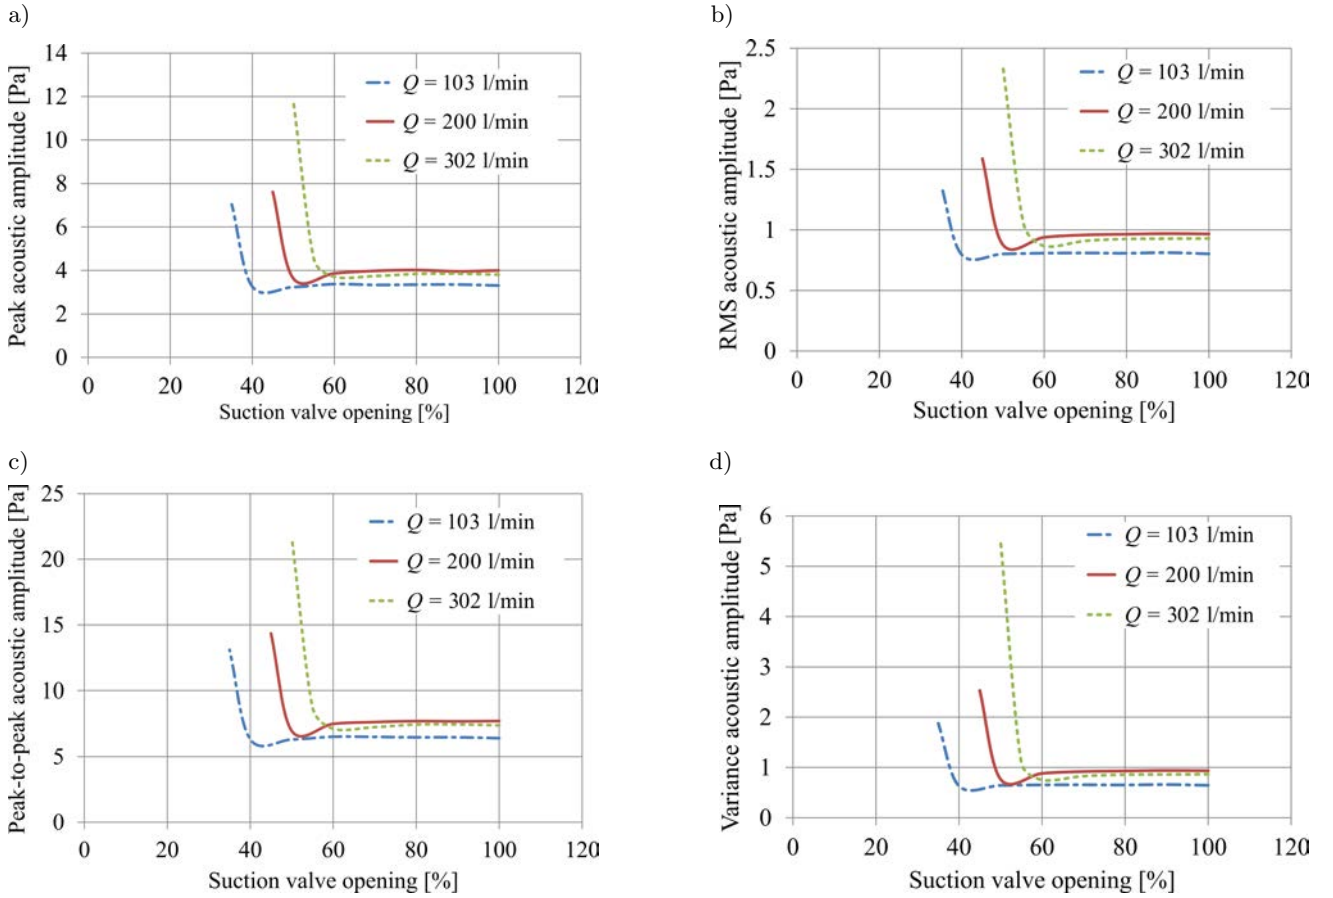 a)
Peak acoustic amplitude [Pa]
14
12
10
8
6
4
2
0
Q = 103 l/min
Q = 200 l/min
Q = 302 l/min
0 20 40 60 80 100 120
Suction valve opening [%]
b)
RMS acoustic amplitude [Pa]
2.5
2
1.5
1
0.5
0
Q = 103 l/min
Q = 200 l/min
Q = 302 l/min
0 20 40 60 80 100 120
Suction valve opening [%]
c)
Peak-to-peak acoustic amplitude [Pa]
25
20
15
10
5
0
Q = 103 l/min
Q = 200 l/min
Q = 302 l/min
0 20 40 60 80 100 120
Suction valve opening [%]
d)
Variance acoustic amplitude [Pa]
6
5
4
3
2
1
0
Q = 103 l/min
Q = 200 l/min
Q = 302 l/min
0 20 40 60 80 100 120
Suction valve opening [%]